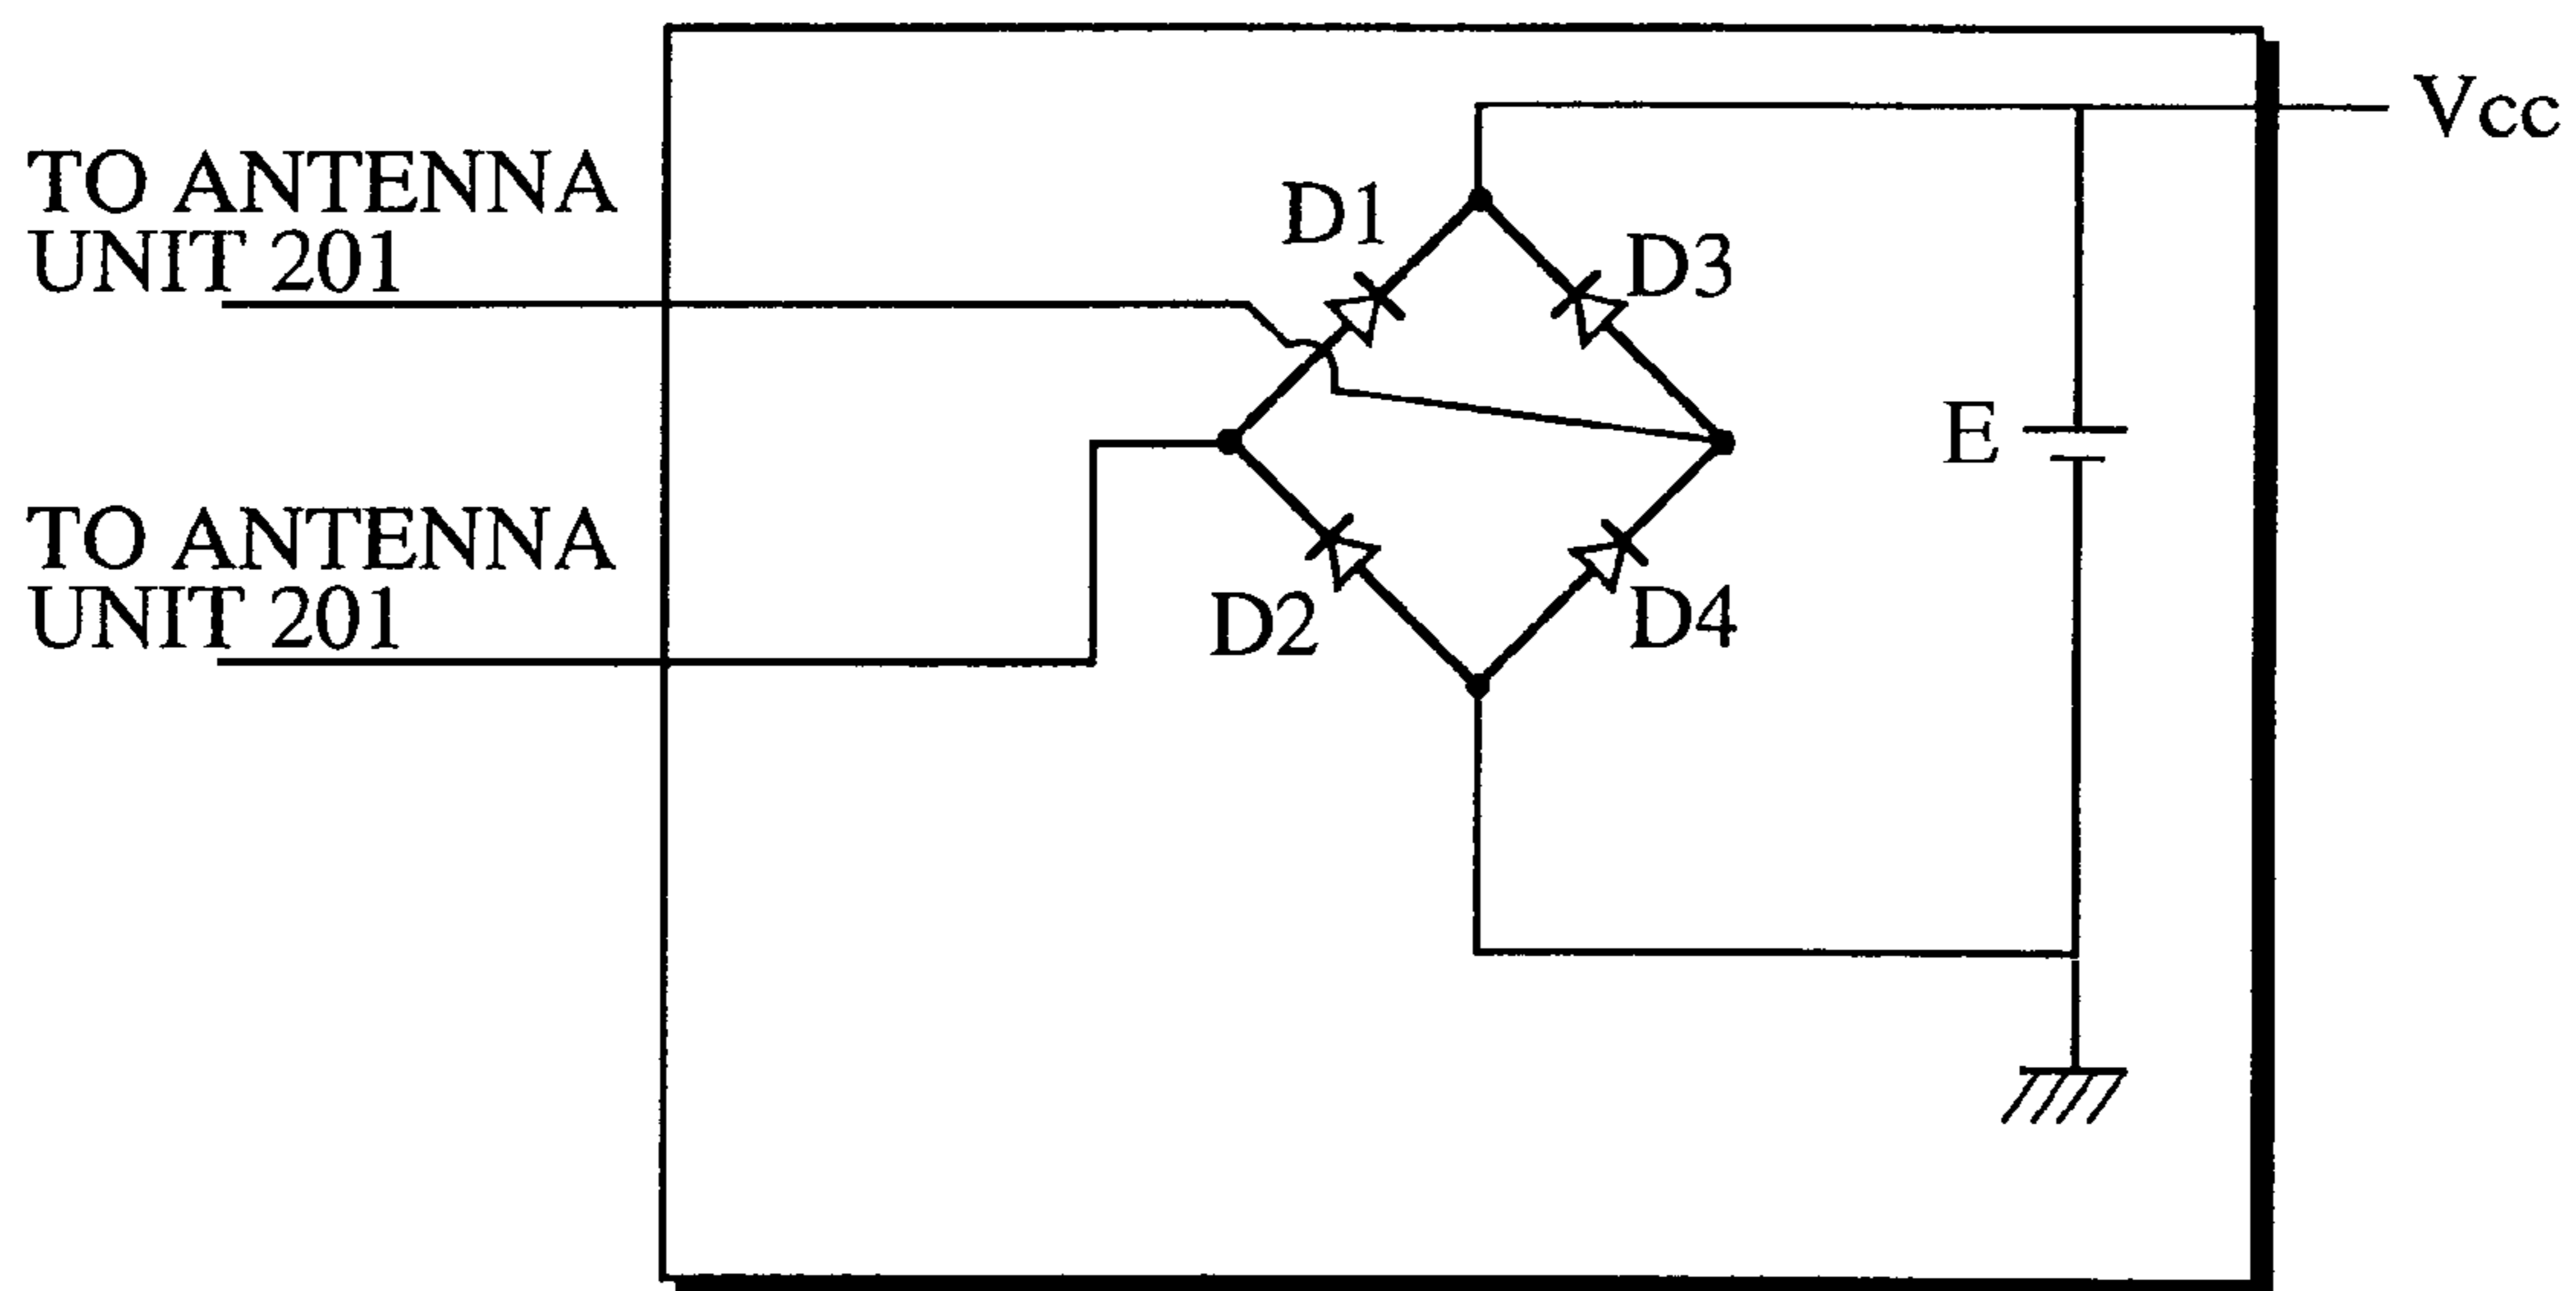 Vcc
TO ANTENNA
UNIT 201
D1
D3
E
TO ANTENNA
UNIT 201
D2
D4